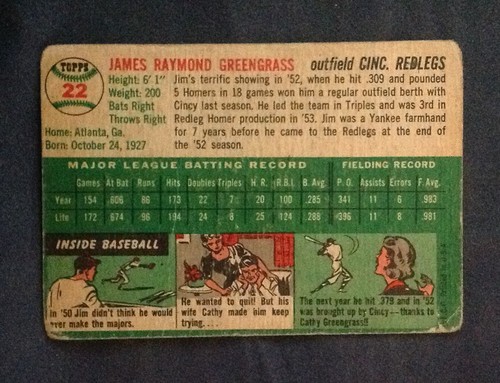 TOPPS
22
JAMES RAYMOND GREENGRASS outfield CINC. REDLEGS
Height: 6' 1"
Weight: 200
Bats Right
Throws Right
Home: Atlanta, Ga.
Born: October 24, 1927
Jim's terrific showing in '52, when he hit .309 and pounded
5 Homers in 18 games won him a regular outfield berth with
Cincy last season. He led the team in Triples and was 3rd in
Redleg Homer production in '53. Jim was a Yankee farmhand
for 7 years before he came to the Redlegs at the end of
the '52 season.
MAJOR LEAGUE BATTING RECORD FIELDING RECORD
Games At Bat Runs Hits Doubles Triples H. R. R.B.I. B. Avg. P. O. Assists Errors F. Avg.
Year 154 606 86 173 22 7 20 100 .285 341 11 6 .983
Life 172 674 96 194 24 8 25 124 .288 396 11 8 .981
INSIDE BASEBALL
In '50 Jim didn't think he would
ever make the majors.
He wanted to quit! But his
wife Cathy made him keep
trying....
The next year he hit .379 and in '52
was brought up by Cincy—thanks to
Cathy Greengrass!!